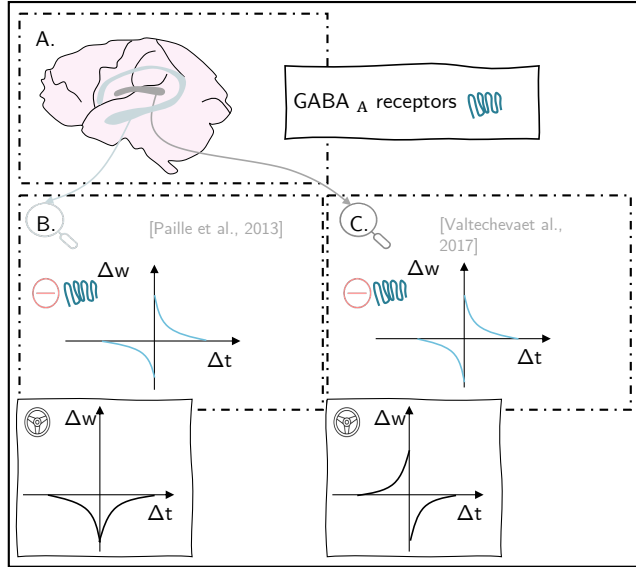 A.
GABA A receptors
B.
[Paille et al., 2013]
Δw
Δt
C.
[Valtechevaet al.,
2017]
Δw
Δt
Δw
Δt
Δw
Δt